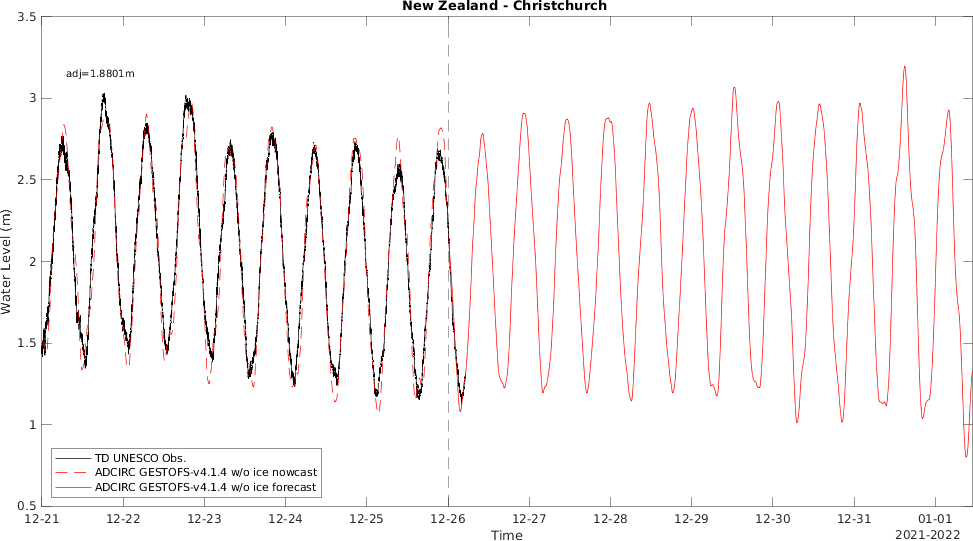 New Zealand - Christchurch
3.5
adj=1.8801m
3
2.5
Water Level (m)
2
1.5
1
TD UNESCO Obs.
ADCIRC GESTOFS-v4.1.4 w/o ice nowcast
ADCIRC GESTOFS-v4.1.4 w/o ice forecast
0.5
12-21 12-22 12-23 12-24 12-25 12-26 12-27 12-28 12-29 12-30 12-31 01-01
Time
2021-2022